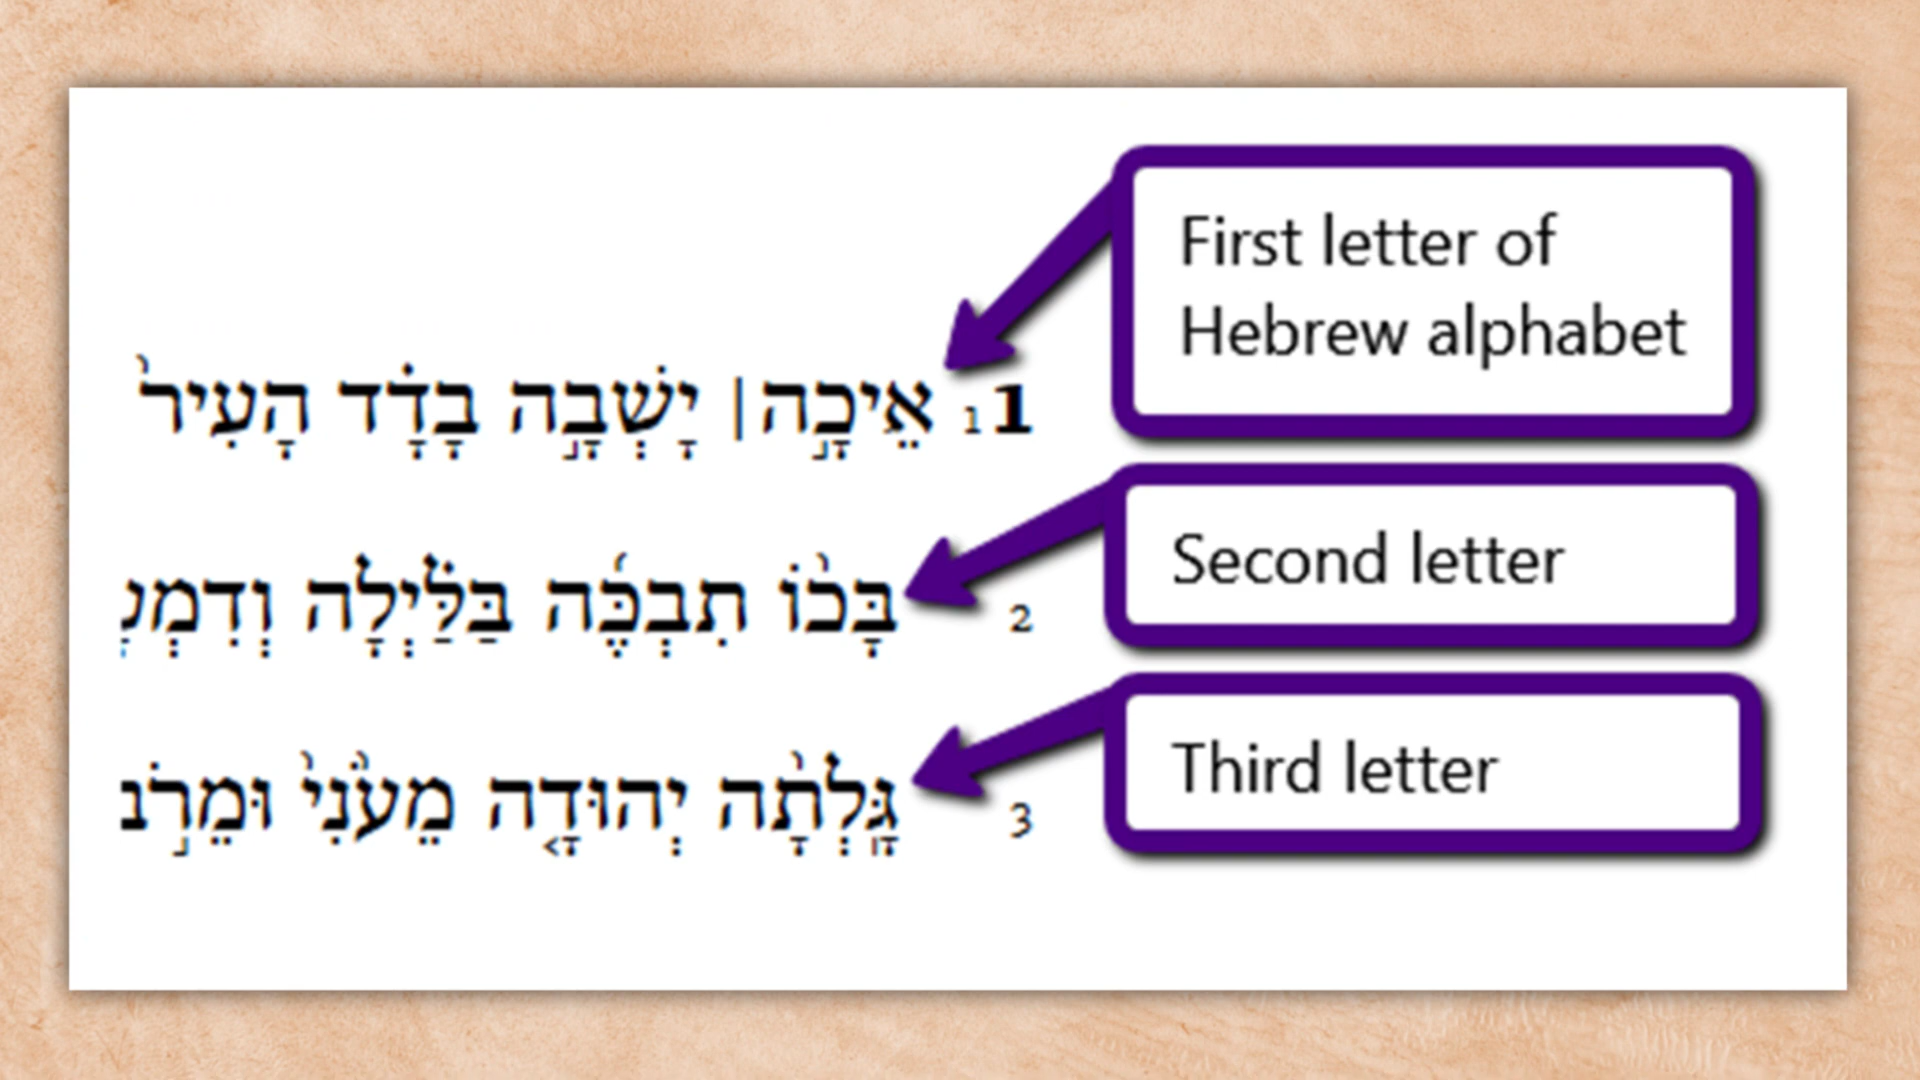 First letter of
Hebrew alphabet
1 1 אֵיכָ֣ה׀ יָשְׁבָ֣ה בָדָ֗ד הָעִיר֙
Second letter
2 בָּכ֨וֹ תִבְכֶּ֜ה בַּלַּ֗יְלָה וְדִמְ
Third letter
3 גָּֽלְתָ֨ה יְהוּדָ֤ה מֵעֹ֙נִי֙ וּמֵרֹ֣